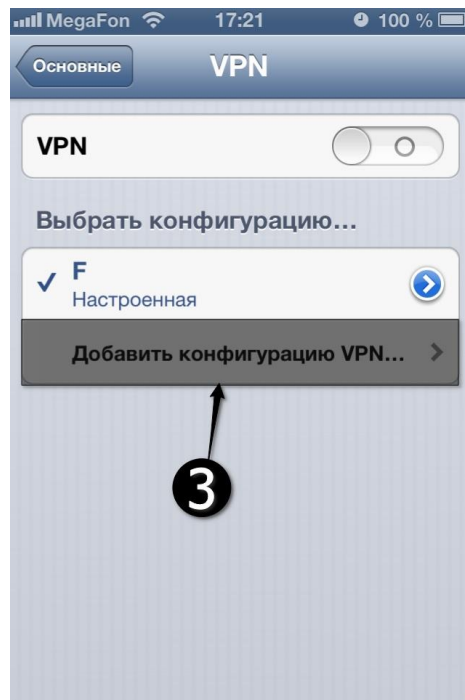 MegaFon 17:21 100 %
Основные VPN
VPN
Выбрать конфигурацию...
F
Настроенная
Добавить конфигурацию VPN...
3